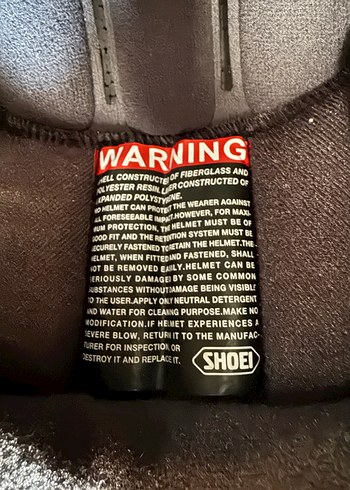 WARNING
SHELL CONSTRUCTED OF FIBERGLASS AND
POLYESTER RESIN. LINER CONSTRUCTED OF
EXPANDED POLYSTYRENE.
NO HELMET CAN PROTECT THE WEARER AGAINST
ALL FORESEEABLE IMPACT.HOWEVER, FOR MAXI-
MUM PROTECTION, THE HELMET MUST BE OF
GOOD FIT AND THE RETENTION SYSTEM MUST BE
SECURELY FASTENED TO RETAIN THE HELMET.THE
HELMET, WHEN FITTED AND FASTENED, SHALL
NOT BE REMOVED EASILY.HELMET CAN BE
SERIOUSLY DAMAGED BY SOME COMMON
SUBSTANCES WITHOUT DAMAGE BEING VISIBLE
TO THE USER.APPLY ONLY NEUTRAL DETERGENT
AND WATER FOR CLEANING PURPOSE.MAKE NO
MODIFICATION.IF HELMET EXPERIENCES A
SEVERE BLOW, RETURN IT TO THE MANUFAC-
TURER FOR INSPECTION, OR
DESTROY IT AND REPLACE IT.
SHOEI